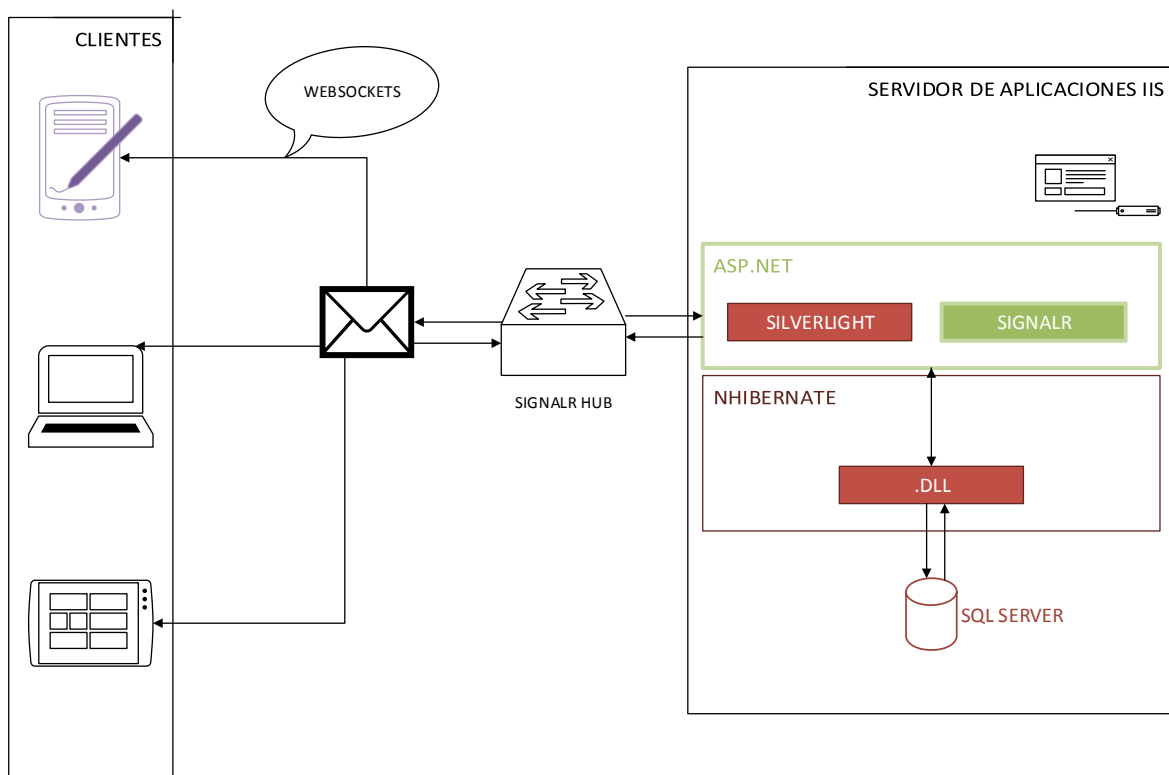 CLIENTES
WEBSOCKETS
SERVIDOR DE APLICACIONES IIS
ASP.NET
SILVERLIGHT
SIGNALR
SIGNALR HUB
NHIBERNATE
.DLL
SQL SERVER